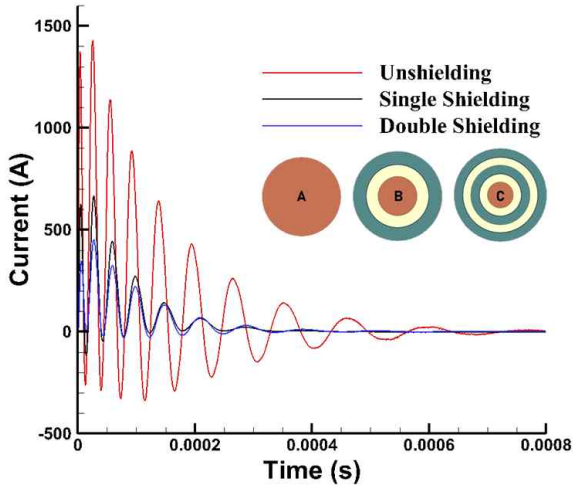 1500
1000
500
0
-500
Current (A)
Unshielding
Single Shielding
Double Shielding
A
B
C
0
0.0002
0.0004
0.0006
0.0008
Time (s)